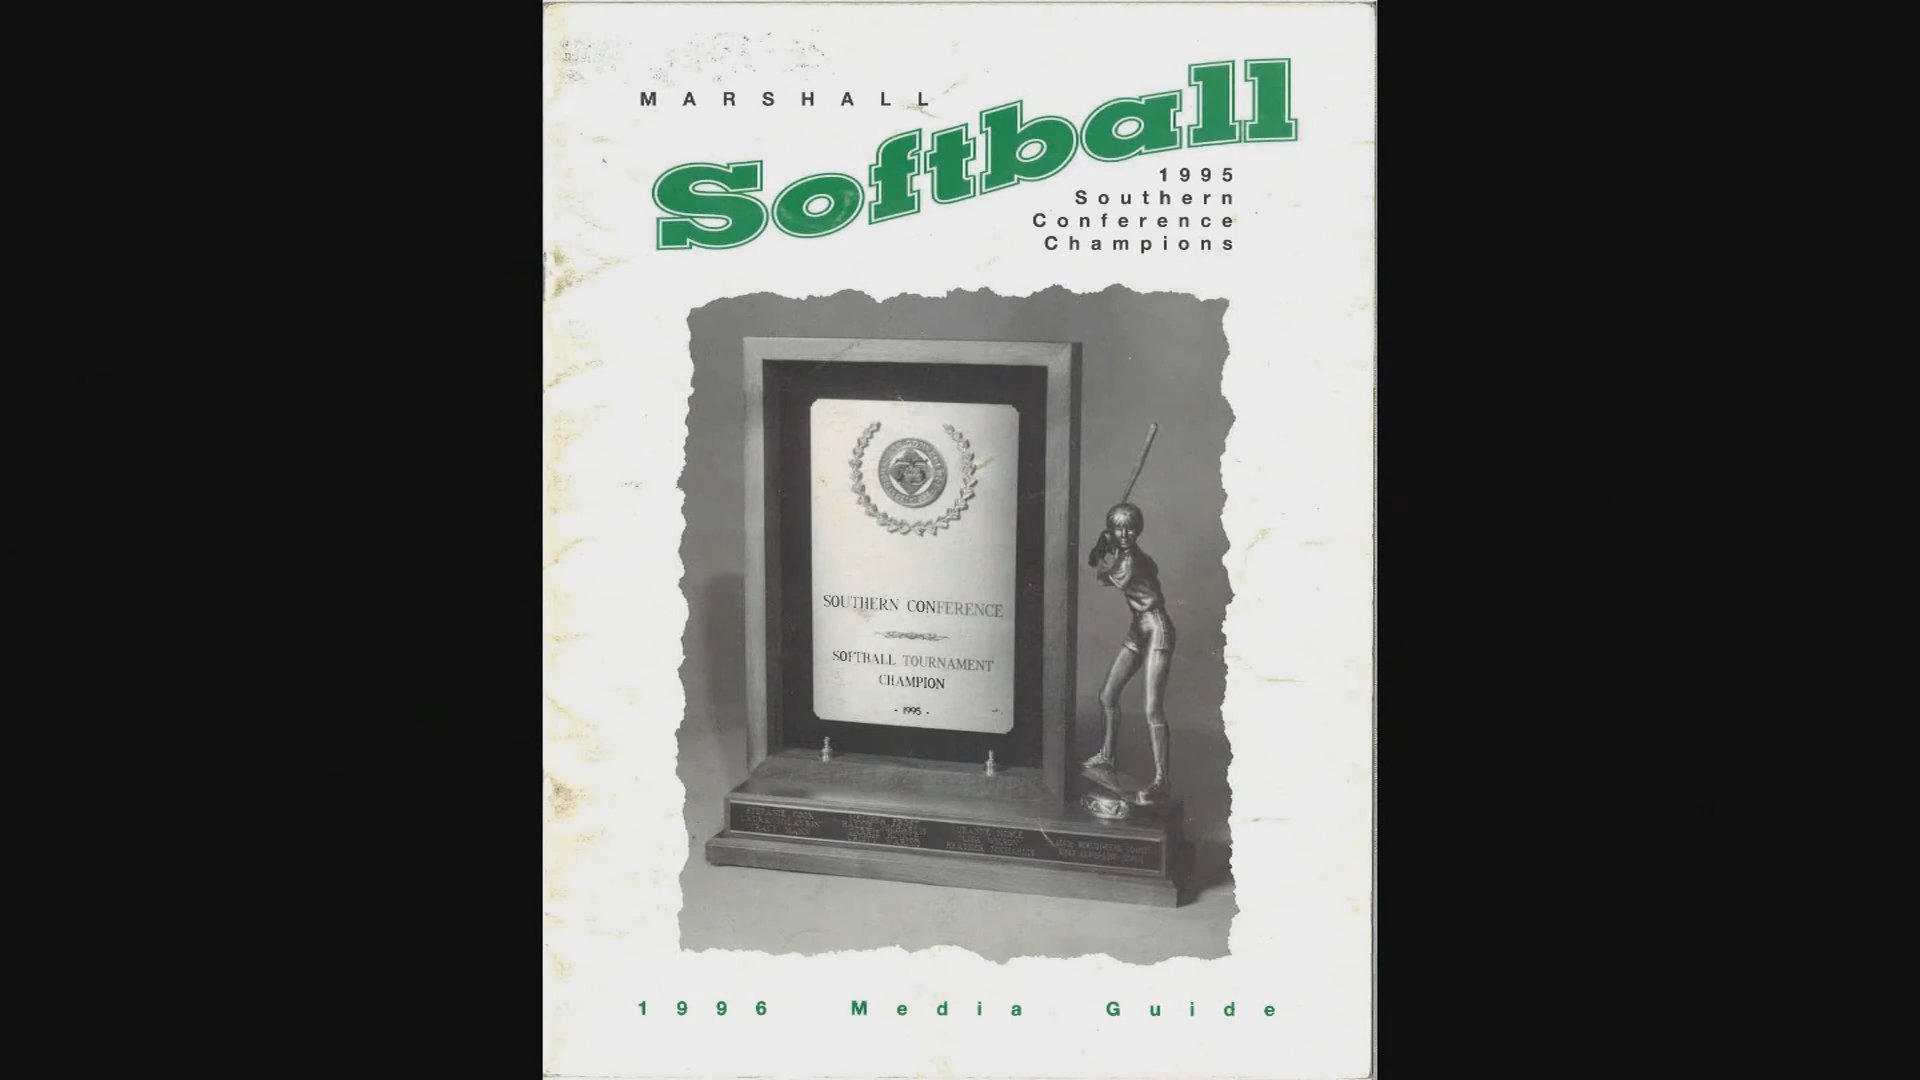 MARSHALL
Softball
1995
Southern
Conference
Champions
SOUTHERN CONFERENCE
SOFTBALL TOURNAMENT
CHAMPION
- 1995 -
1996 Media Guide